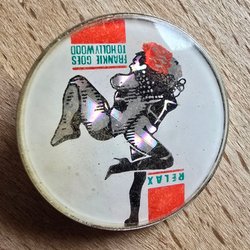 RELAX
FRANKIE GOES
TO HOLLYWOOD